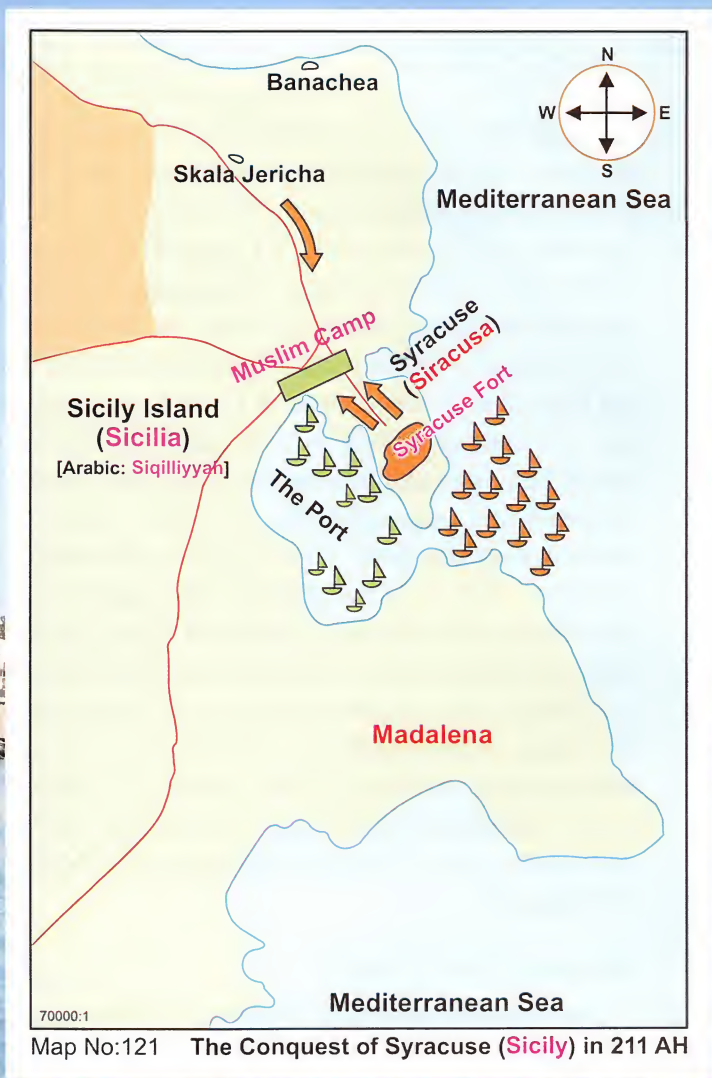 N
Banachea
W E
S
Skala Jericha
Mediterranean Sea
Muslim Camp
Syracuse
(Siracusa)
Syracuse Fort
Sicily Island
(Sicilia)
[Arabic: Siqilliyyah]
The Port
Madalena
Mediterranean Sea
70000:1
Map No:121 The Conquest of Syracuse (Sicily) in 211 AH